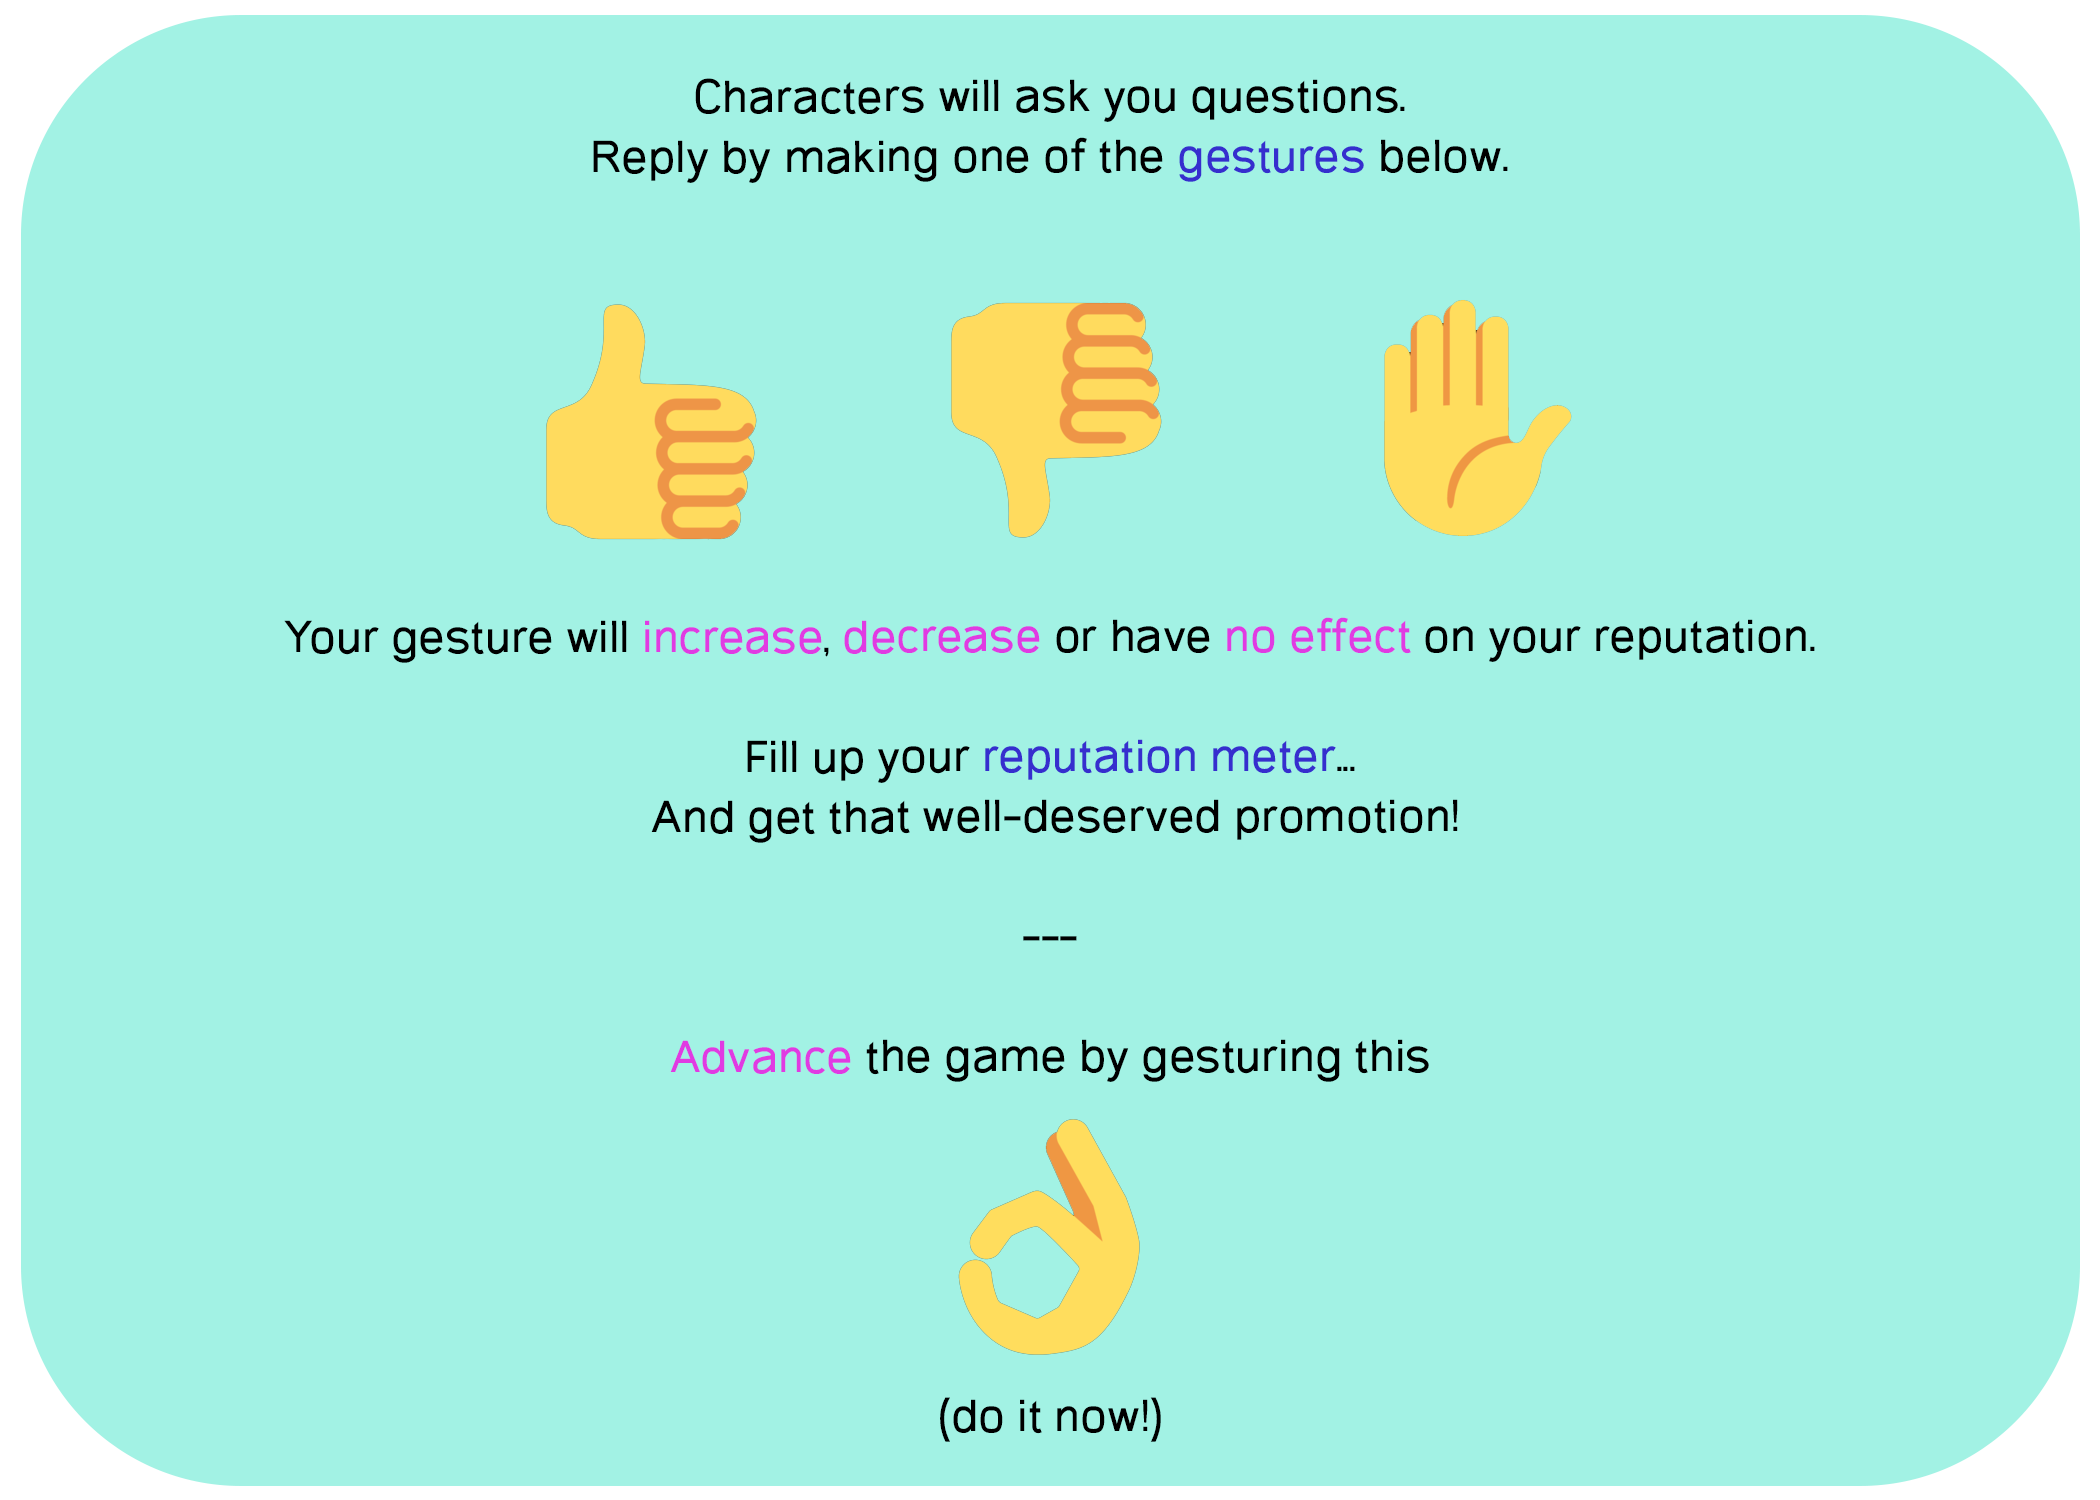 Characters will ask you questions.
Reply by making one of the gestures below.
Your gesture will increase, decrease or have no effect on your reputation.
Fill up your reputation meter...
And get that well-deserved promotion!
---
Advance the game by gesturing this
(do it now!)